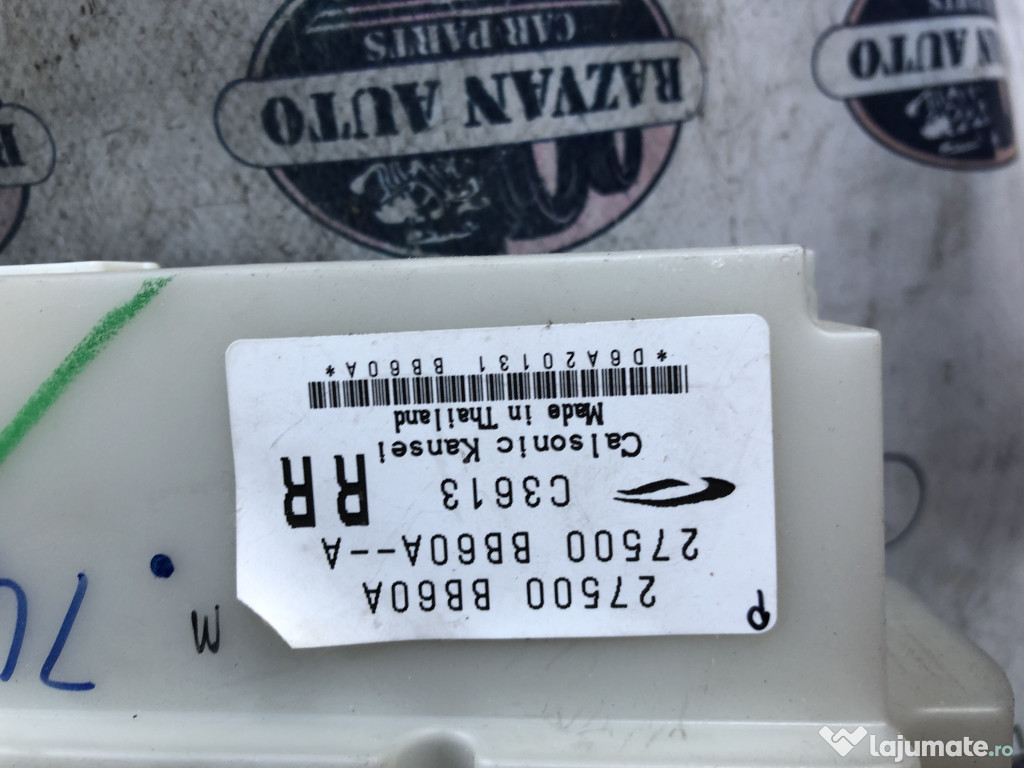 27500 BB60A
27500 BB60A--A
C3613
RR
Calsonic Kansei
Made in Thailand
*D6A20131 BB60A*
P
M
RAZVAN AUTO
CAR PARTS
RAZVAN AUTO
R
lajumate.ro